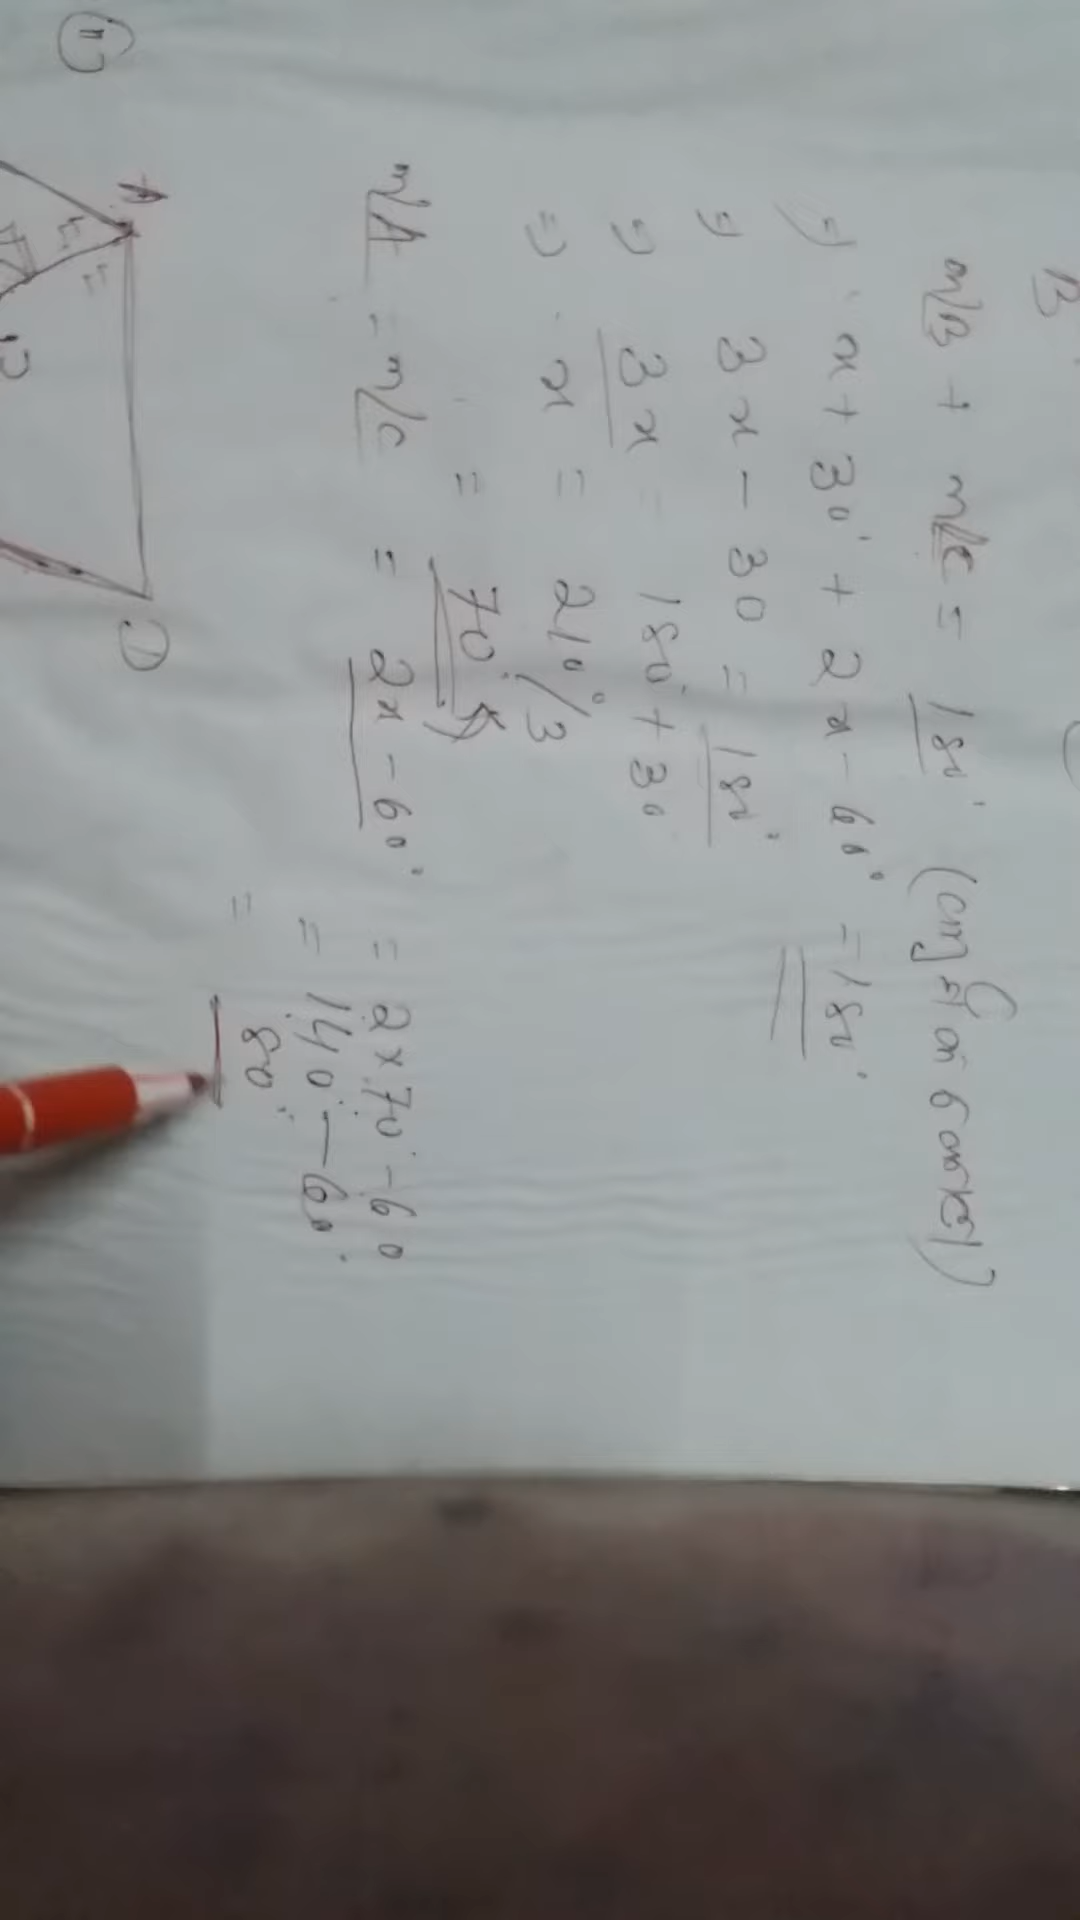 B
m∠B + m∠C = 180°
⇒ x + 30° + 2x - 60° = 180°
⇒ 3x - 30 = 180°
⇒ 3x = 180° + 30
⇒ x = 210°/3
= 70°
m∠A = m∠C = 2x - 60° = 2 x 70° - 60
= 140° - 60°
= 80°
A
D